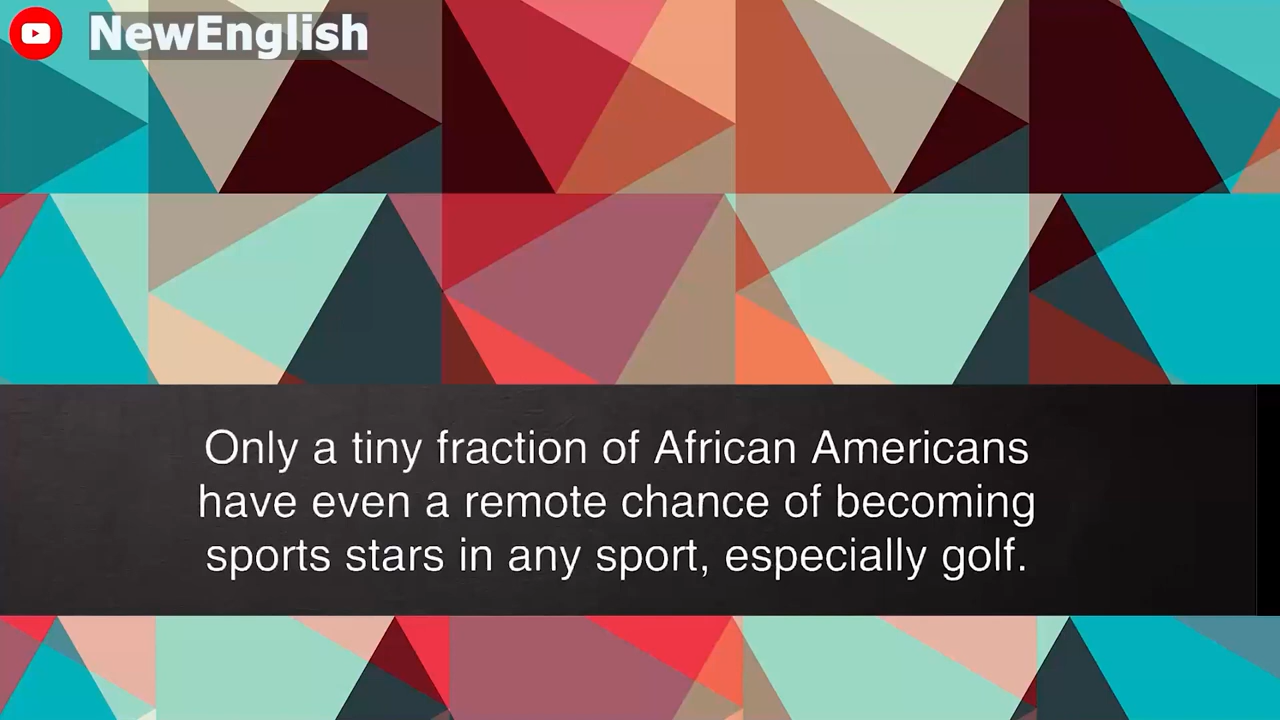 NewEnglish
Only a tiny fraction of African Americans
have even a remote chance of becoming
sports stars in any sport, especially golf.